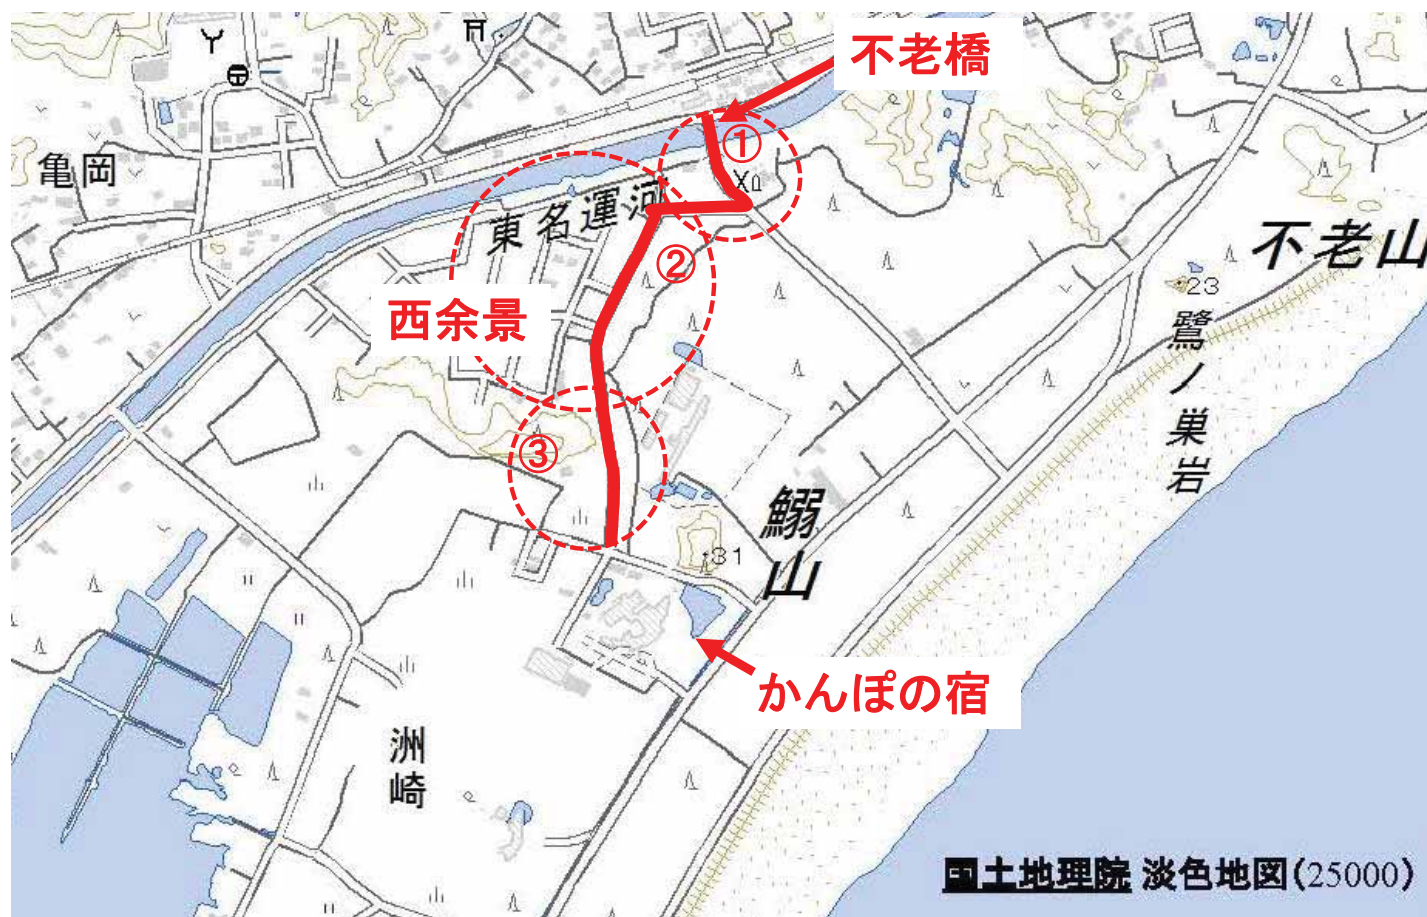 不老橋
①
亀岡
東名運河
②
不老山
23
西余景
鷺ノ巣岩
③
鰯山
31
かんぽの宿
洲崎
国土地理院 淡色地図(25000)